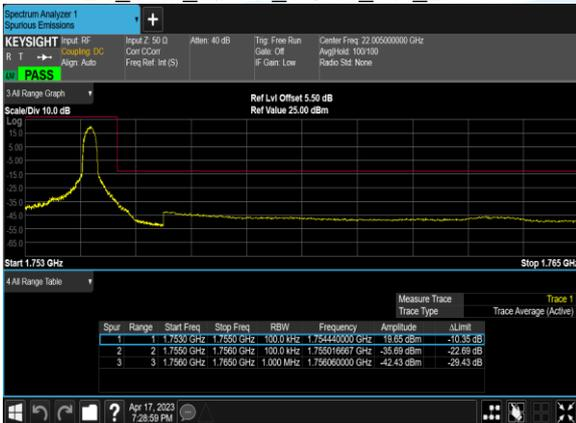 Spectrum Analyzer 1
Spurious Emissions
+
KEYSIGHT Input: RF
R T Coupling: DC
Align: Auto
LXI PASS
Input Z: 50 Ω
Corr CCorr
Freq Ref: Int (S)
Atten: 40 dB
Trig: Free Run
Gate: Off
IF Gain: Low
Center Freq: 22.005000000 GHz
Avg|Hold: 100/100
Radio Std: None
3 All Range Graph
Scale/Div 10.0 dB
Ref Lvl Offset 5.50 dB
Ref Value 25.00 dBm
Log
15.0
5.00
-5.00
-15.0
-25.0
-35.0
-45.0
-55.0
-65.0
Start 1.753 GHz
Stop 1.765 GHz
4 All Range Table
Measure Trace Trace 1
Trace Type Trace Average (Active)
Spur Range Start Freq Stop Freq RBW Frequency Amplitude ΔLimit
1 1 1.7530 GHz 1.7550 GHz 100.0 kHz 1.754440000 GHz 19.65 dBm -10.35 dB
2 2 1.7550 GHz 1.7560 GHz 100.0 kHz 1.755016667 GHz -35.69 dBm -22.69 dB
3 3 1.7560 GHz 1.7650 GHz 1.000 MHz 1.756060000 GHz -42.43 dBm -29.43 dB
?
Apr 17, 2023
7:28:59 PM